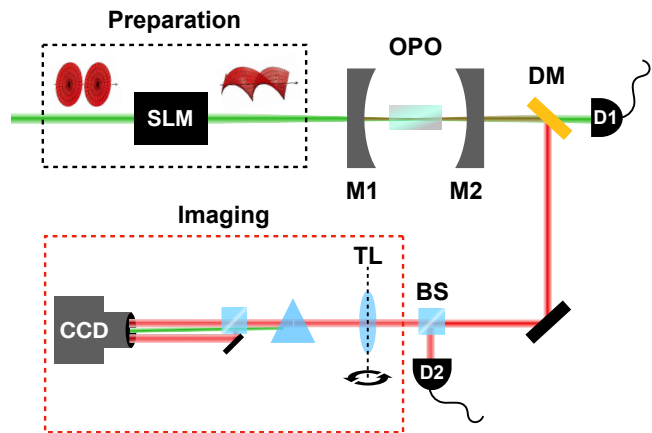 Preparation
OPO
DM
SLM
D1
M1
M2
Imaging
TL
BS
CCD
D2